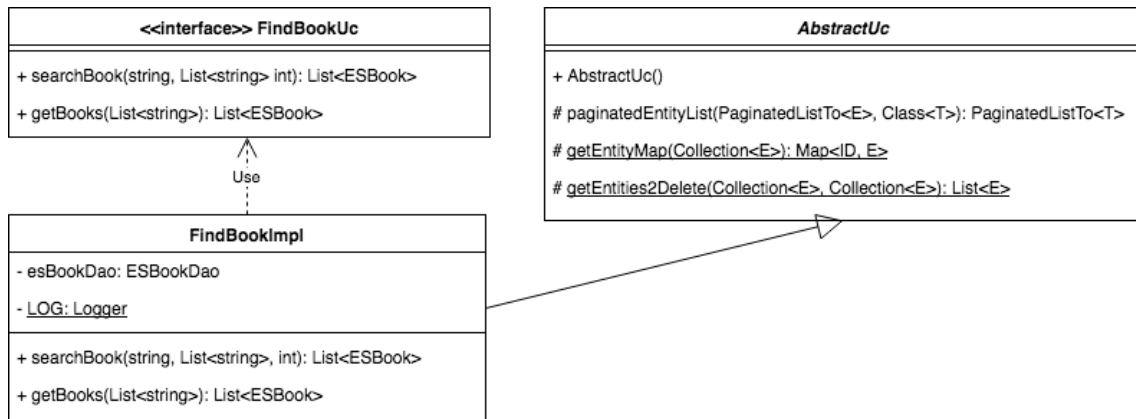 <<interface>> FindBookUc
+ searchBook(string, List<string> int): List<ESBook>
+ getBooks(List<string>): List<ESBook>
Use
FindBookImpl
- esBookDao: ESBookDao
- LOG: Logger
+ searchBook(string, List<string>, int): List<ESBook>
+ getBooks(List<string>): List<ESBook>
AbstractUc
+ AbstractUc()
# paginatedEntityList(PaginatedListTo<E>, Class<T>): PaginatedListTo<T>
# getEntityMap(Collection<E>): Map<ID, E>
# getEntities2Delete(Collection<E>, Collection<E>): List<E>